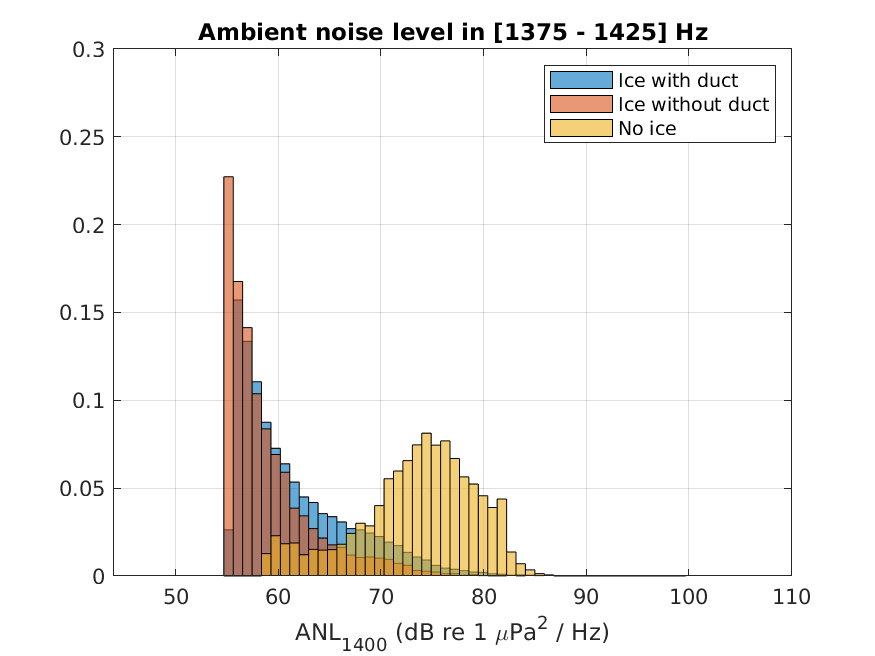 Ambient noise level in [1375 - 1425] Hz
0.3
0.25
0.2
0.15
0.1
0.05
0
Ice with duct
Ice without duct
No ice
50 60 70 80 90 100 110
ANL₁₄₀₀ (dB re 1 μPa² / Hz)